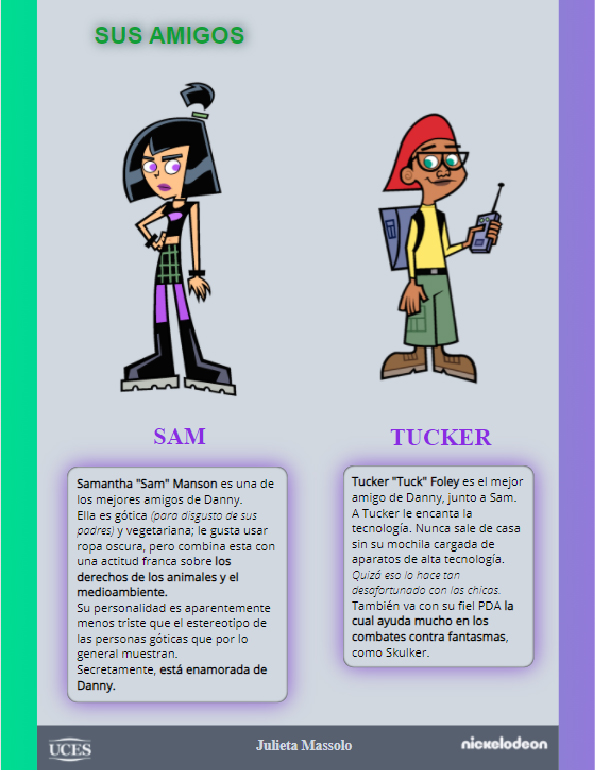 SUS AMIGOS
SAM
Samantha "Sam" Manson es una de
los mejores amigos de Danny.
Ella es gótica (para disgusto de sus
padres) y vegetariana; le gusta usar
ropa oscura, pero combina esta con
una actitud franca sobre los
derechos de los animales y el
medioambiente.
Su personalidad es aparentemente
menos triste que el estereotipo de
las personas góticas que por lo
general muestran.
Secretamente, está enamorada de
Danny.
TUCKER
Tucker "Tuck" Foley es el mejor
amigo de Danny, junto a Sam.
A Tucker le encanta la
tecnología. Nunca sale de casa
sin su mochila cargada de
aparatos de alta tecnología.
Quizá eso lo hace tan
desafortunado con las chicas.
También va con su fiel PDA la
cual ayuda mucho en los
combates contra fantasmas,
como Skulker.
UCES
Julieta Massolo
nickelodeon